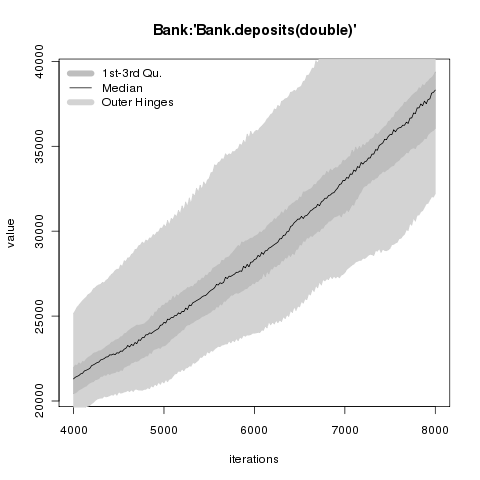 Bank:'Bank.deposits(double)'
1st-3rd Qu.
Median
Outer Hinges
value
40000
35000
30000
25000
20000
4000 5000 6000 7000 8000
iterations